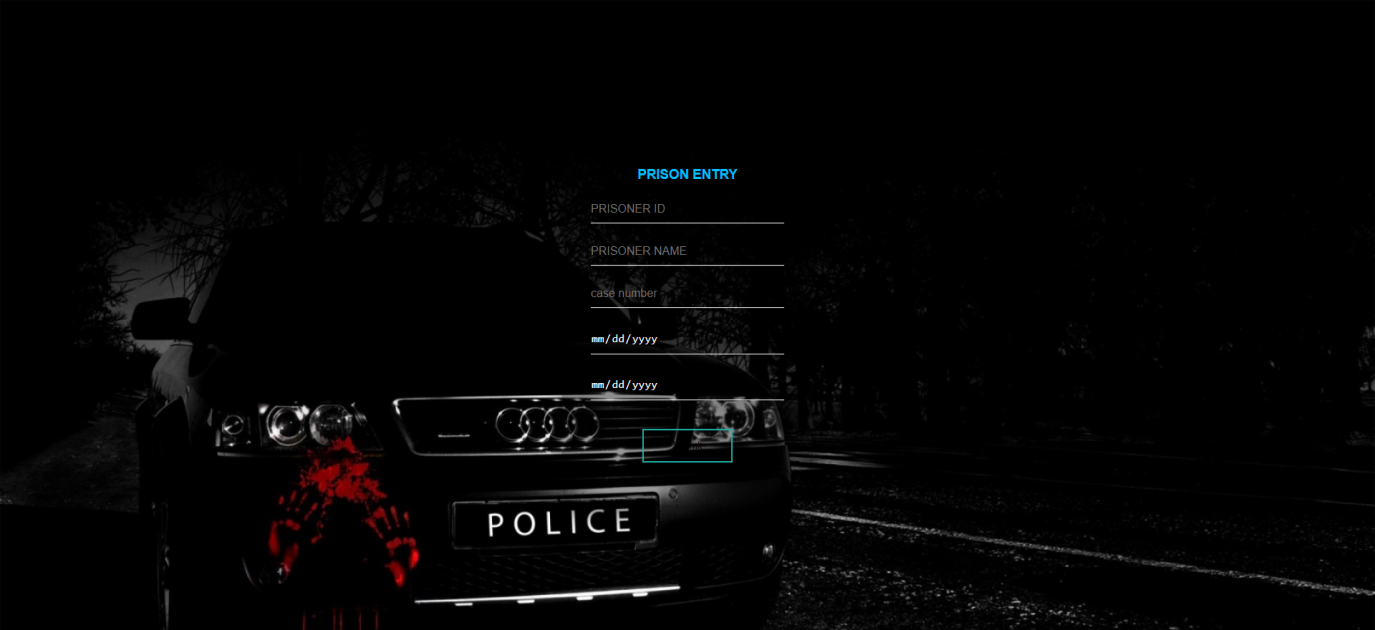 PRISON ENTRY
PRISONER ID
PRISONER NAME
case number
mm/dd/yyyy
mm/dd/yyyy
POLICE